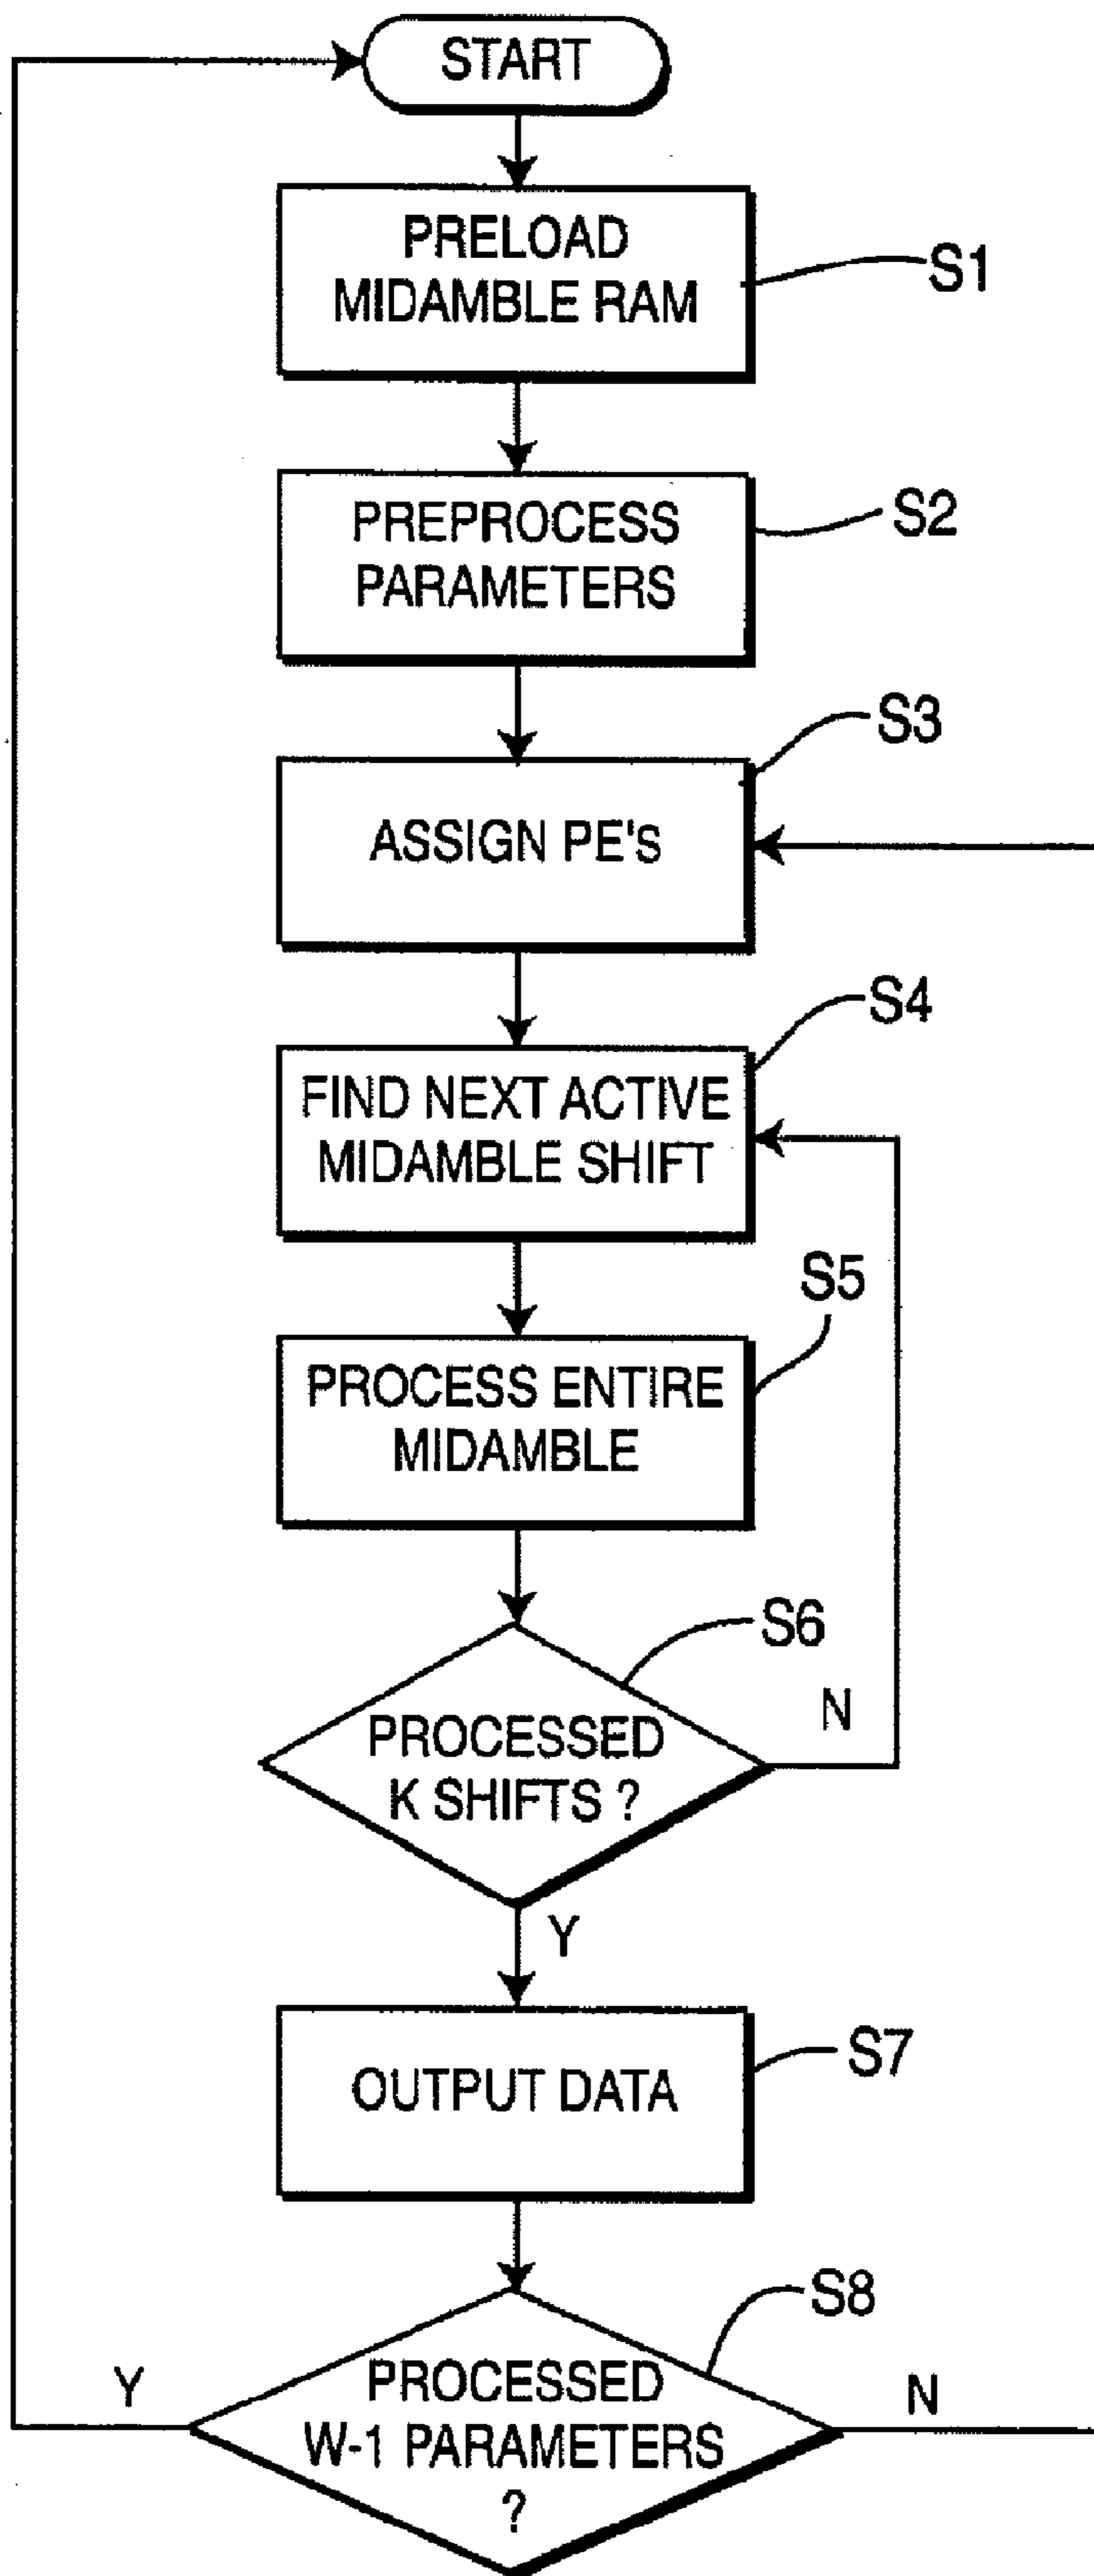 START
PRELOAD
MIDAMBLE RAM
S1
PREPROCESS
PARAMETERS
S2
S3
ASSIGN PE'S
S4
FIND NEXT ACTIVE
MIDAMBLE SHIFT
S5
PROCESS ENTIRE
MIDAMBLE
S6
PROCESSED
K SHIFTS ?
N
Y
OUTPUT DATA
S7
S8
Y
PROCESSED
W-1 PARAMETERS
?
N